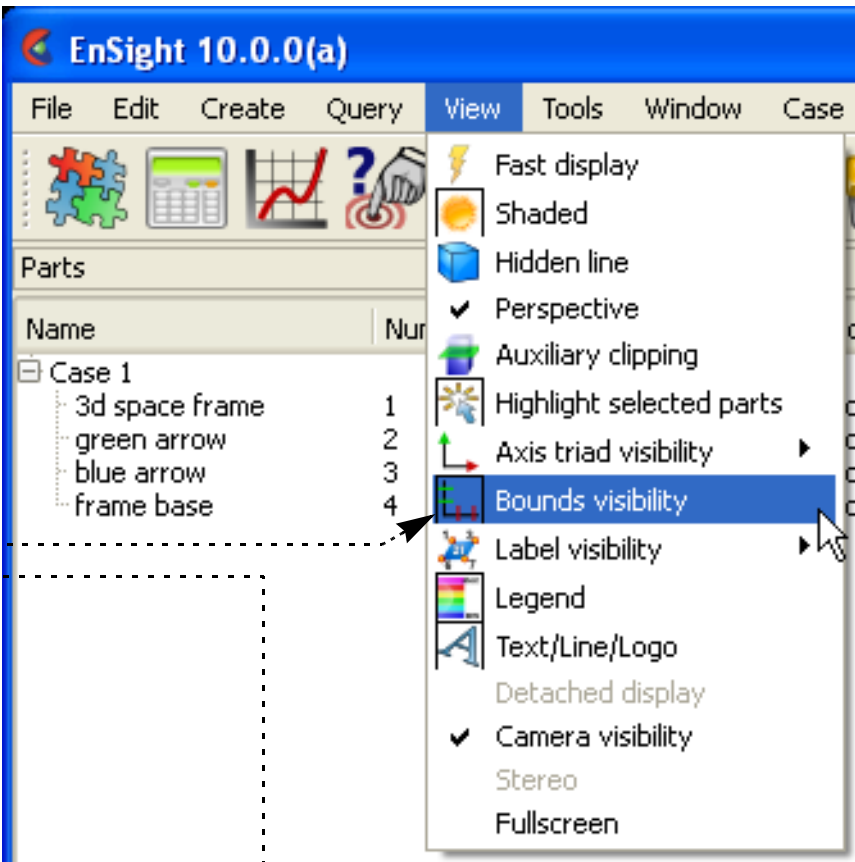 EnSight 10.0.0(a)
File Edit Create Query View Tools Window Case
Parts
Name
Case 1
3d space frame 1
green arrow 2
blue arrow 3
frame base 4
Fast display
Shaded
Hidden line
Perspective
Auxiliary clipping
Highlight selected parts
Axis triad visibility
Bounds visibility
Label visibility
Legend
Text/Line/Logo
Detached display
Camera visibility
Stereo
Fullscreen